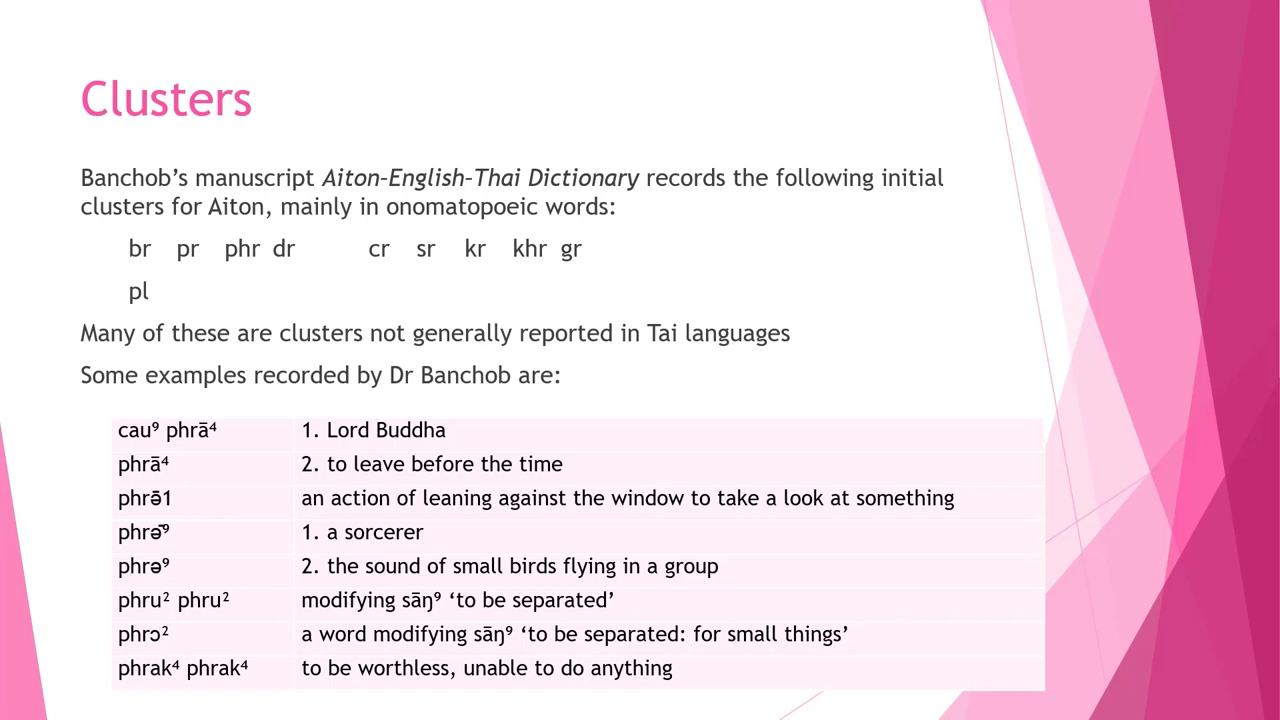 Clusters
Banchob’s manuscript Aiton–English–Thai Dictionary records the following initial
clusters for Aiton, mainly in onomatopoeic words:
br pr phr dr cr sr kr khr gr
pl
Many of these are clusters not generally reported in Tai languages
Some examples recorded by Dr Banchob are:
cau⁹ phrā⁴ 1. Lord Buddha
phrā⁴ 2. to leave before the time
phrə̄1 an action of leaning against the window to take a look at something
phrə̄⁹ 1. a sorcerer
phrə⁹ 2. the sound of small birds flying in a group
phru² phru² modifying sāŋ⁹ ‘to be separated’
phrɔ² a word modifying sāŋ⁹ ‘to be separated: for small things’
phrak⁴ phrak⁴ to be worthless, unable to do anything